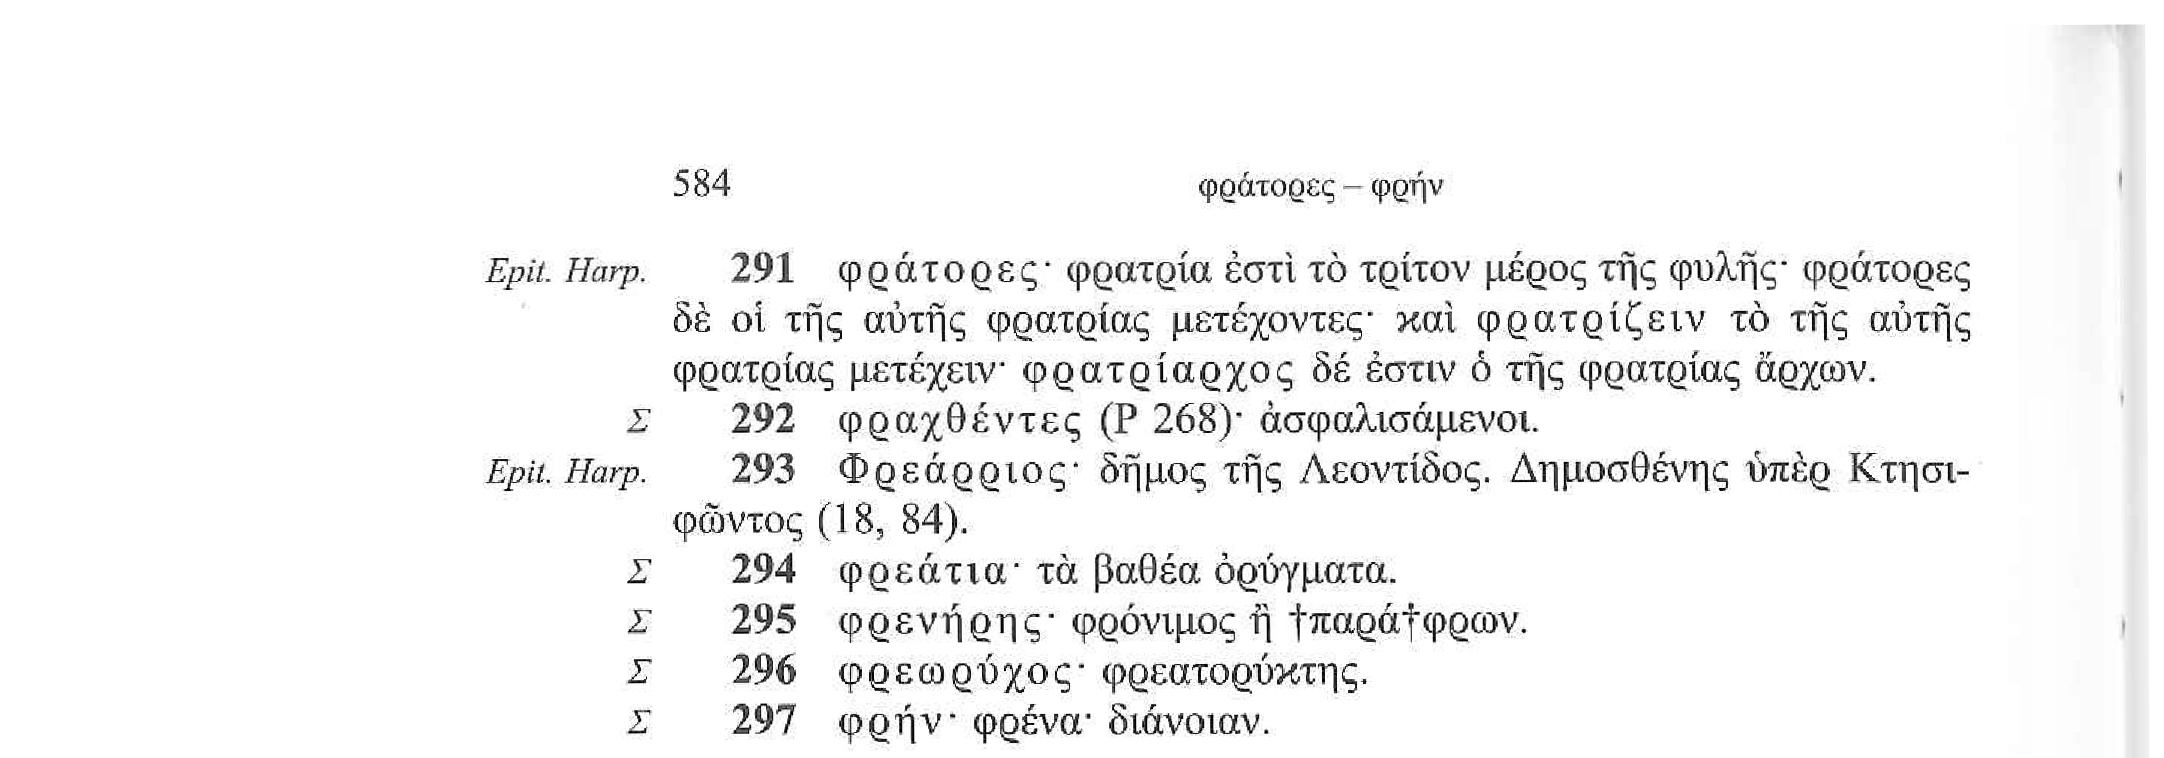 584 φράτορες – φρήν
Epit. Harp. 291 φράτορες· φρατρία ἐστὶ τὸ τρίτον μέρος τῆς φυλῆς· φράτορες
δὲ οἱ τῆς αὐτῆς φρατρίας μετέχοντες· καὶ φρατρίζειν τὸ τῆς αὐτῆς
φρατρίας μετέχειν· φρατρίαρχος δέ ἐστιν ὁ τῆς φρατρίας ἄρχων.
Σ 292 φραχθέντες (Ρ 268)· ἀσφαλισάμενοι.
Epit. Harp. 293 Φρεάρριος· δῆμος τῆς Λεοντίδος. Δημοσθένης ὑπὲρ Κτησι-
φῶντος (18, 84).
Σ 294 φρεάτια· τὰ βαθέα ὀρύγματα.
Σ 295 φρενήρης· φρόνιμος ἢ †παρά†φρων.
Σ 296 φρεωρύχος· φρεατορύκτης.
Σ 297 φρήν· φρένα· διάνοιαν.